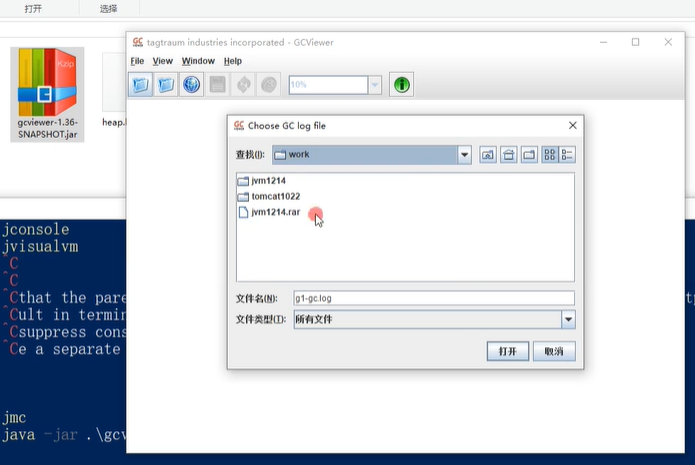 打开
选择
Kzip
gcviewer-1.36-
SNAPSHOT.jar
heap.
tagtraum industries incorporated - GCViewer
File View Window Help
10%
Choose GC log file
查找(I):
work
jvm1214
tomcat1022
jvm1214.rar
文件名(N):
g1-gc.log
文件类型(T):
所有文件
打开
取消
jconsole
jvisualvm
^C
^C
^Cthat the pare
^Cult in termin
^Csuppress cons
^Ce a separate
jmc
java -jar .\gcv